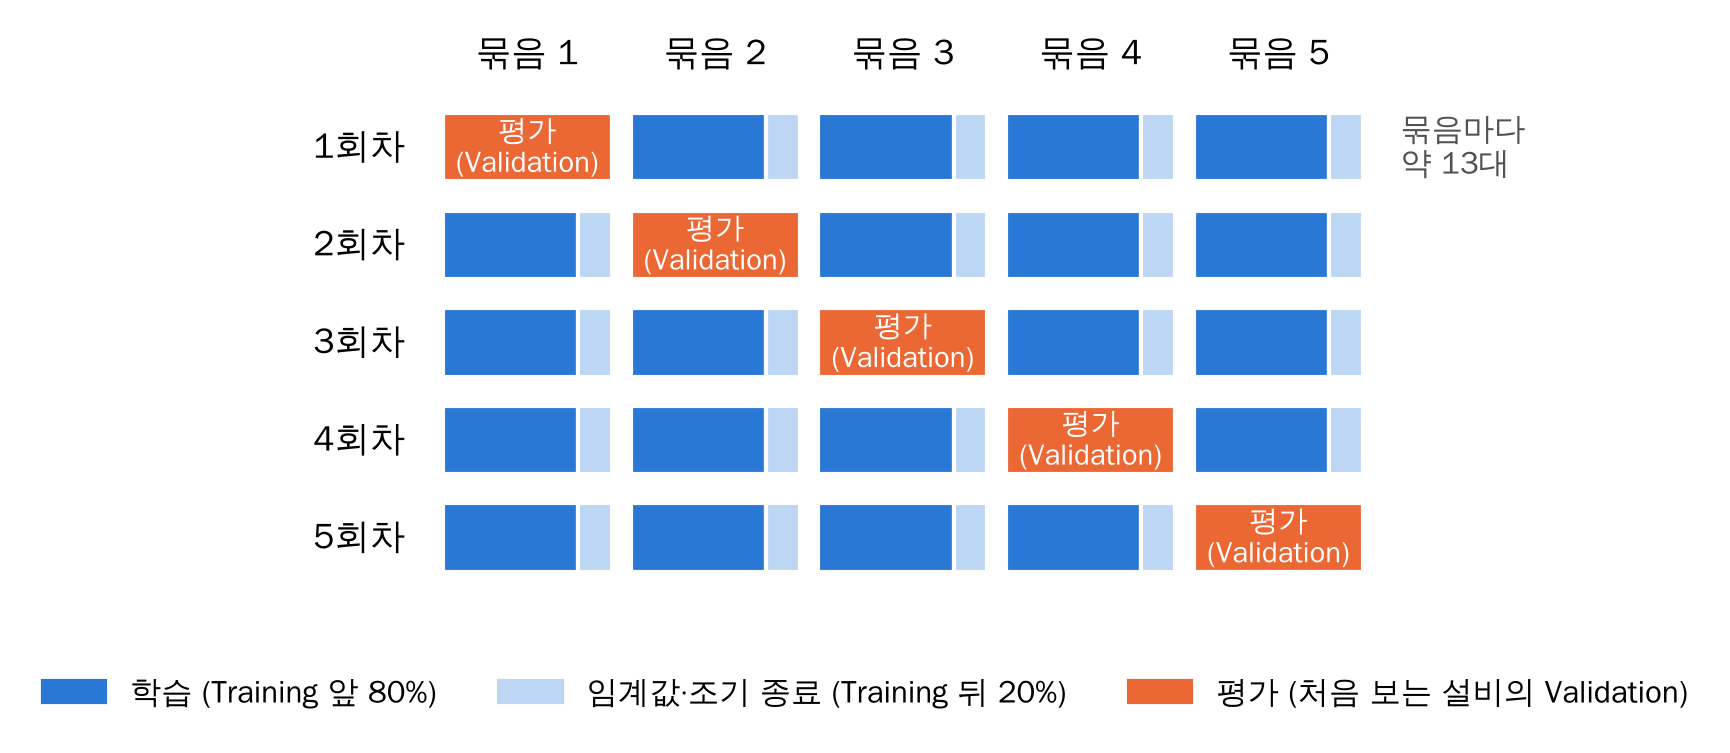 묶음 1 묶음 2 묶음 3 묶음 4 묶음 5
1회차 평가 (Validation) 묶음마다 약 13대
2회차 평가 (Validation)
3회차 평가 (Validation)
4회차 평가 (Validation)
5회차 평가 (Validation)
학습 (Training 앞 80%) 임계값·조기 종료 (Training 뒤 20%) 평가 (처음 보는 설비의 Validation)